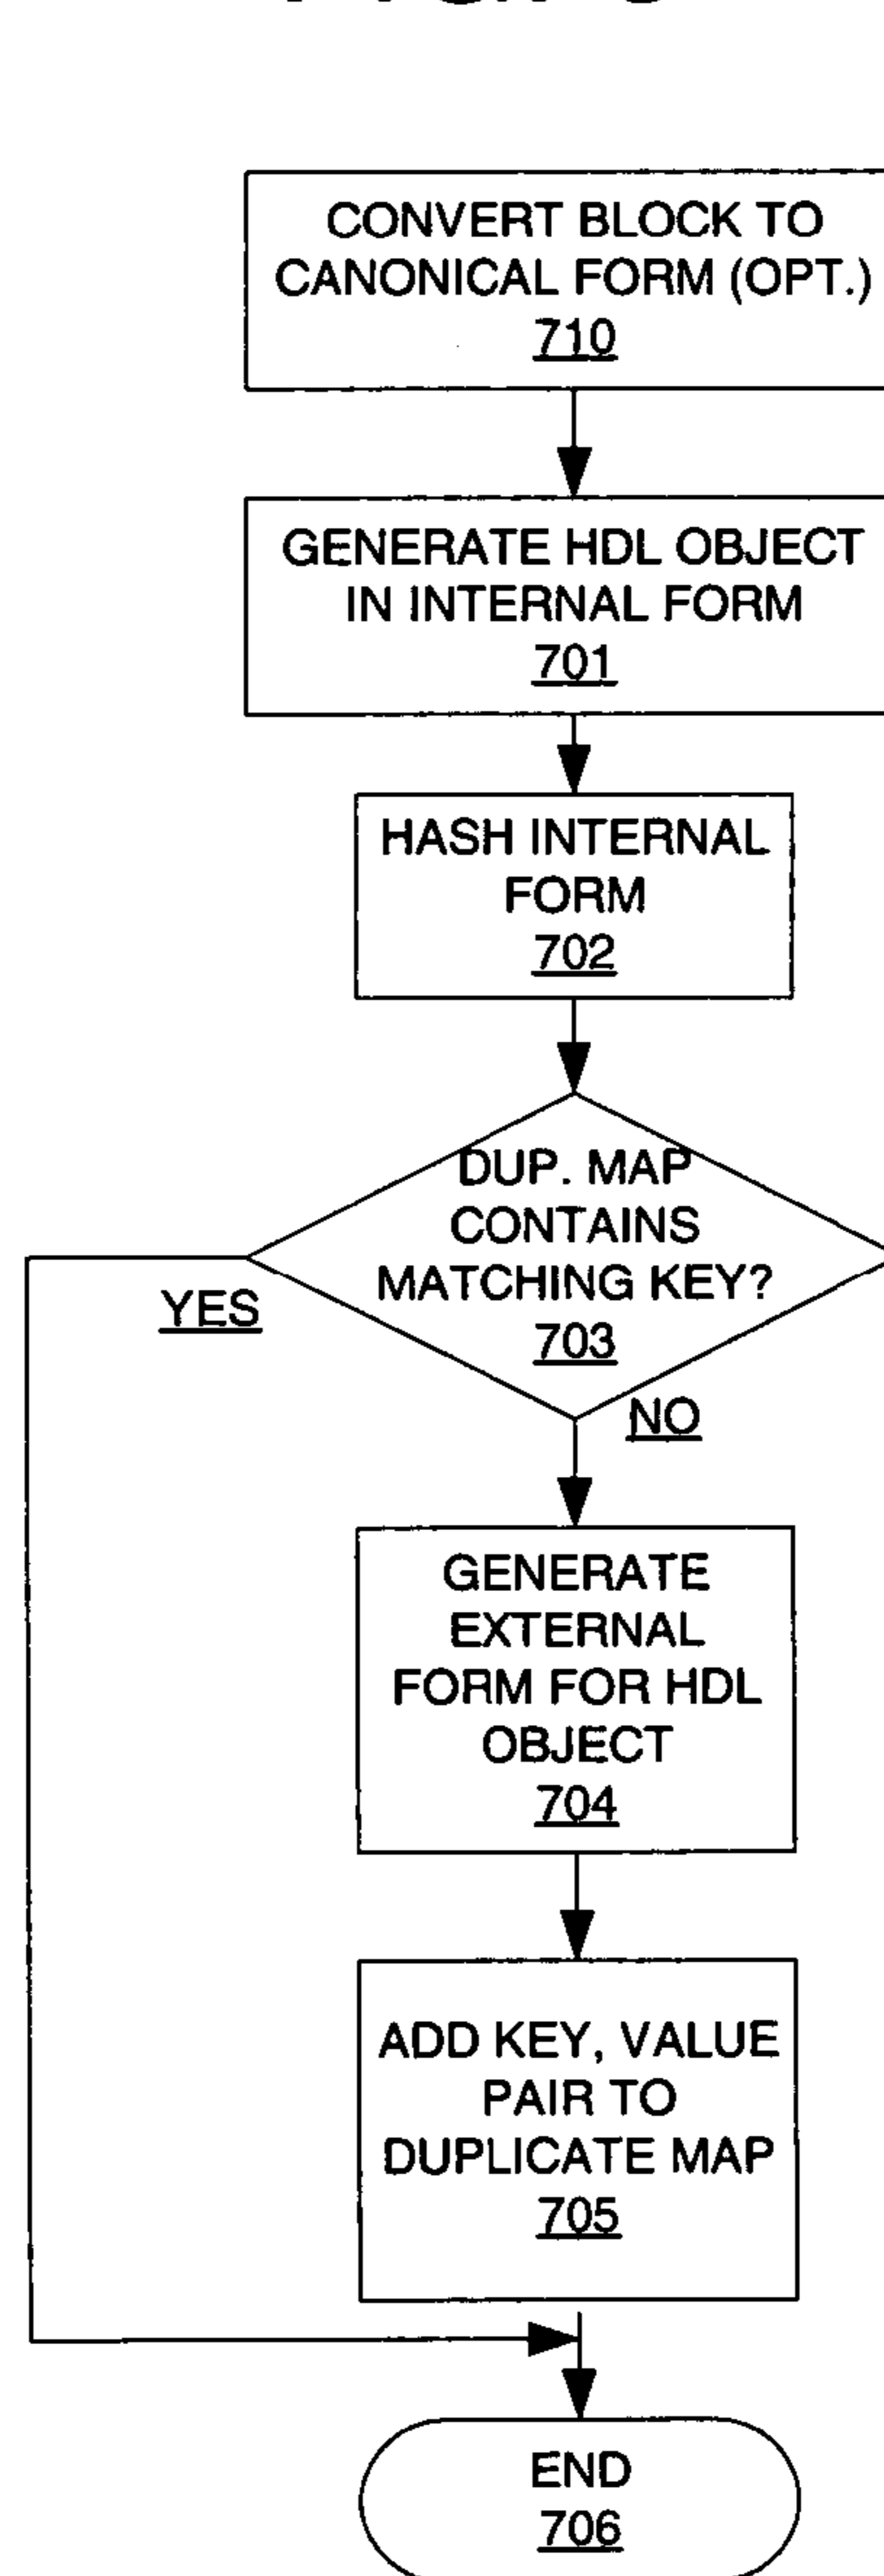 CONVERT BLOCK TO
CANONICAL FORM (OPT.)
710
GENERATE HDL OBJECT
IN INTERNAL FORM
701
HASH INTERNAL
FORM
702
DUP. MAP
CONTAINS
MATCHING KEY?
703
YES
NO
GENERATE
EXTERNAL
FORM FOR HDL
OBJECT
704
ADD KEY, VALUE
PAIR TO
DUPLICATE MAP
705
END
706